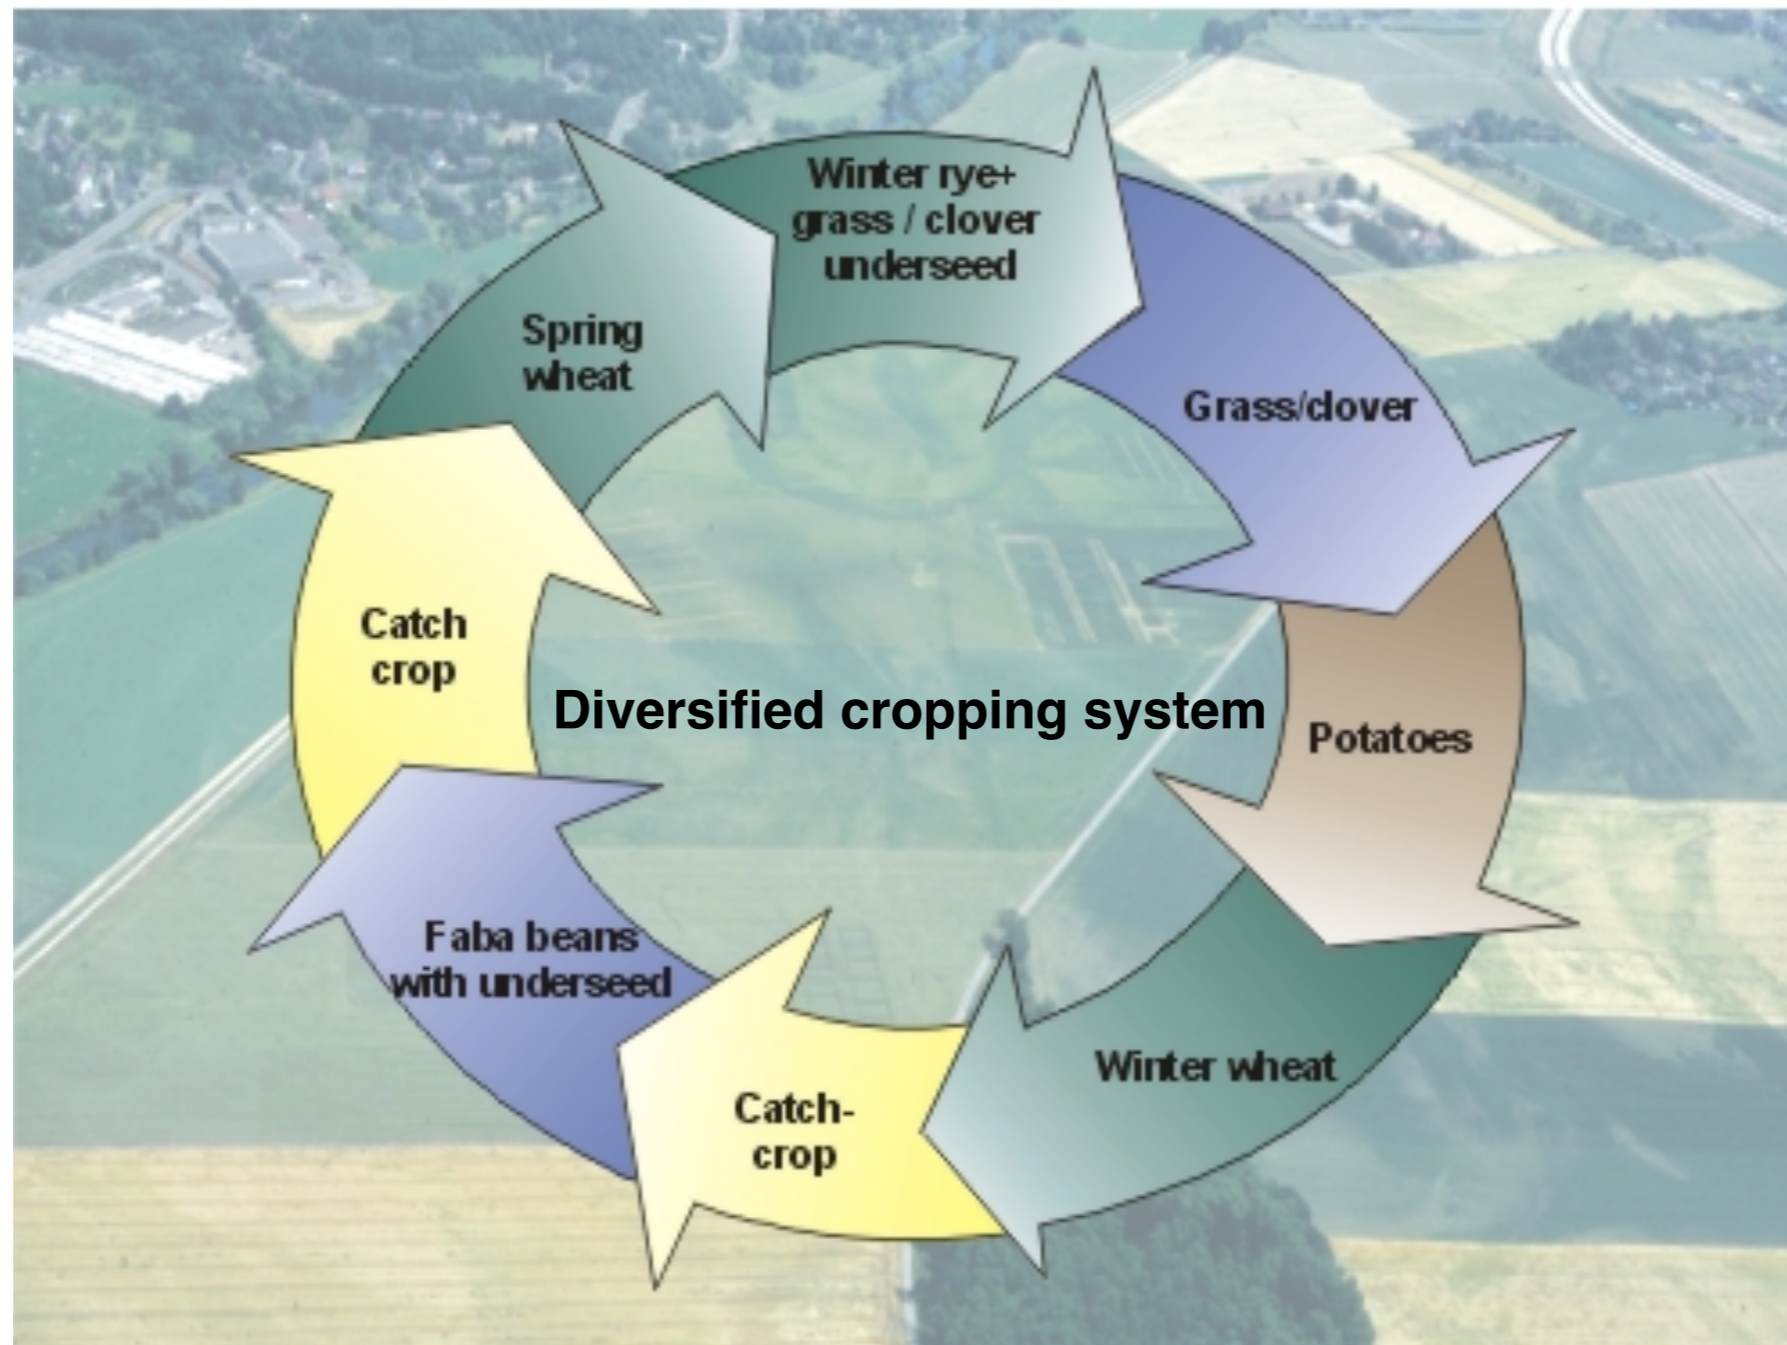 Winter rye+
grass / clover
underseed
Grass/clover
Potatoes
Winter wheat
Catch-
crop
Faba beans
with underseed
Catch
crop
Spring
wheat
Diversified cropping system